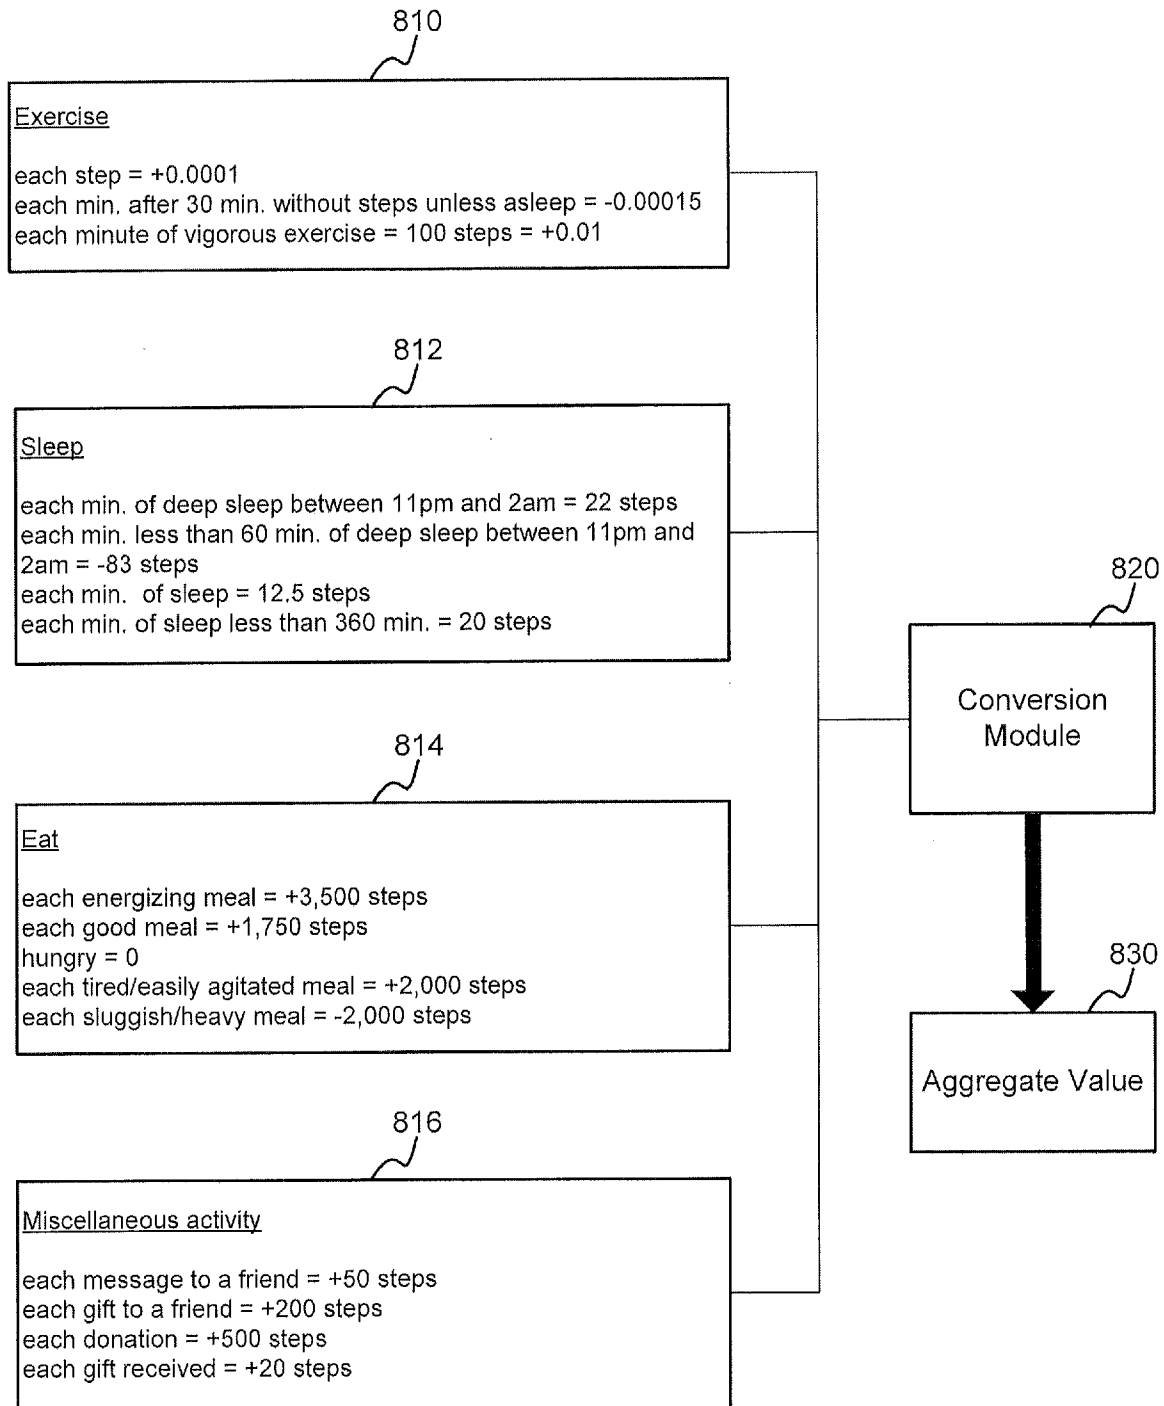 810
Exercise
each step = +0.0001
each min. after 30 min. without steps unless asleep = -0.00015
each minute of vigorous exercise = 100 steps = +0.01
812
Sleep
each min. of deep sleep between 11pm and 2am = 22 steps
each min. less than 60 min. of deep sleep between 11pm and
2am = -83 steps
each min.  of sleep = 12.5 steps
each min. of sleep less than 360 min. = 20 steps
820
Conversion
Module
814
Eat
each energizing meal = +3,500 steps
each good meal = +1,750 steps
hungry = 0
each tired/easily agitated meal = +2,000 steps
each sluggish/heavy meal = -2,000 steps
830
Aggregate Value
816
Miscellaneous activity
each message to a friend = +50 steps
each gift to a friend = +200 steps
each donation = +500 steps
each gift received = +20 steps